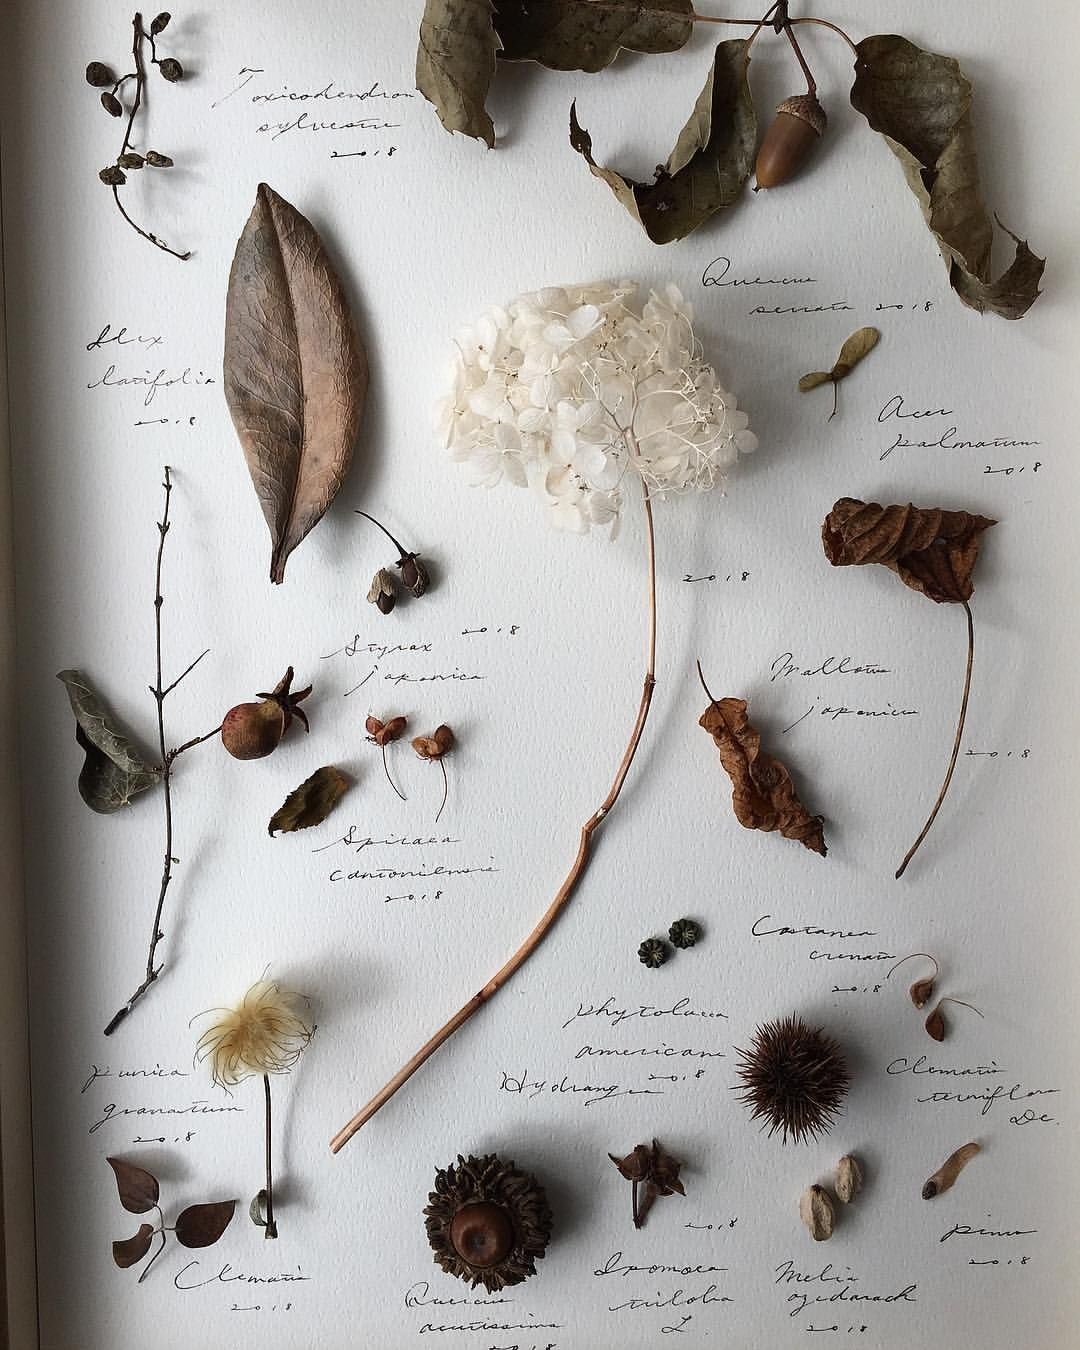 Toxicodendron
sylvestre
2018
Quercus
serrata 2018
Ilex
latifolia
2018
Acer
palmatum
2018
2018
Styrax 2018
japonica
Mallotus
japonicus
2018
Spiraea
cantoniensis
2018
Castanea
crenata
2018
phytolacca
americana
2018
Hydrangea
Clematis
terniflora
Dc.
punica
granatum
2018
Clematis
2018
Quercus
acutissima
2018
2018
Ipomoea
triloba
L.
Melia
azedarach
2018
pinus
2018